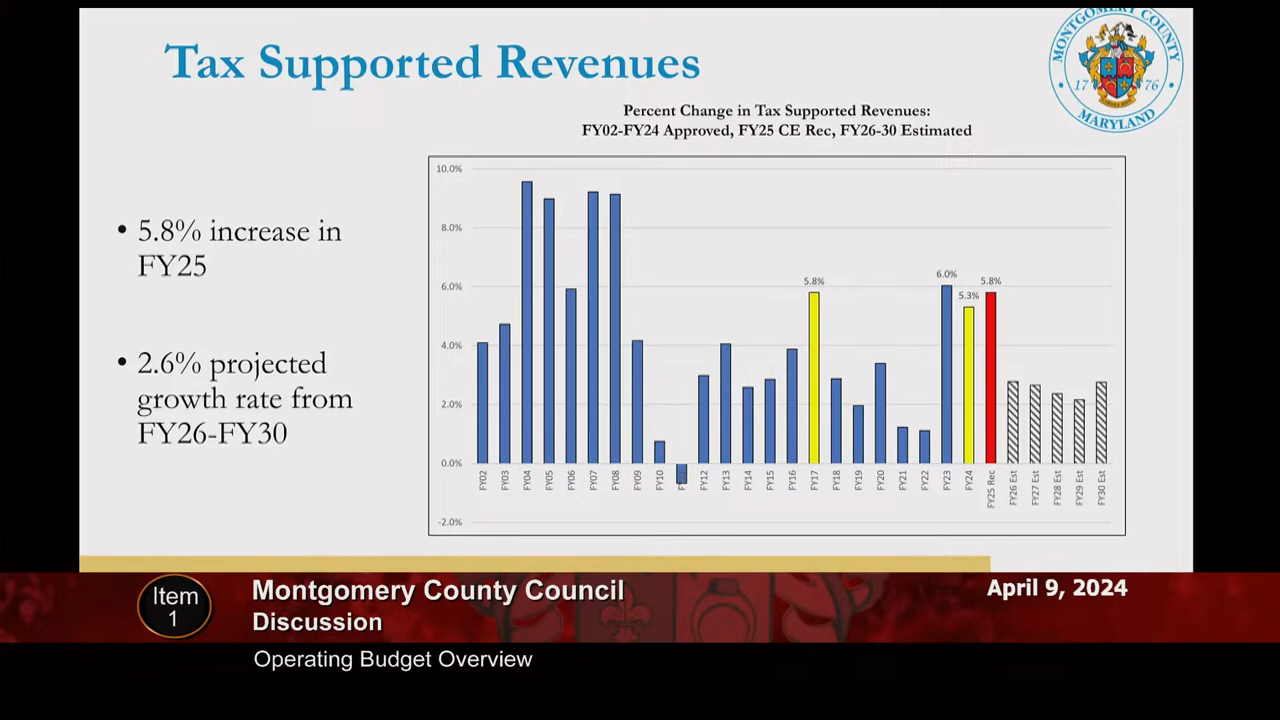 Tax Supported Revenues
MONTGOMERY COUNTY
17 76
MARYLAND
Percent Change in Tax Supported Revenues:
FY02-FY24 Approved, FY25 CE Rec, FY26-30 Estimated
• 5.8% increase in
FY25
• 2.6% projected
growth rate from
FY26-FY30
10.0%
8.0%
6.0%
4.0%
2.0%
0.0%
-2.0%
5.8%
6.0%
5.3%
5.8%
FY02
FY03
FY04
FY05
FY06
FY07
FY08
FY09
FY10
FY12
FY13
FY14
FY15
FY16
FY17
FY18
FY19
FY20
FY21
FY22
FY23
FY24
FY25 Rec
FY26 Est
FY27 Est
FY28 Est
FY29 Est
FY30 Est
Item
1
Montgomery County Council
Discussion
April 9, 2024
Operating Budget Overview